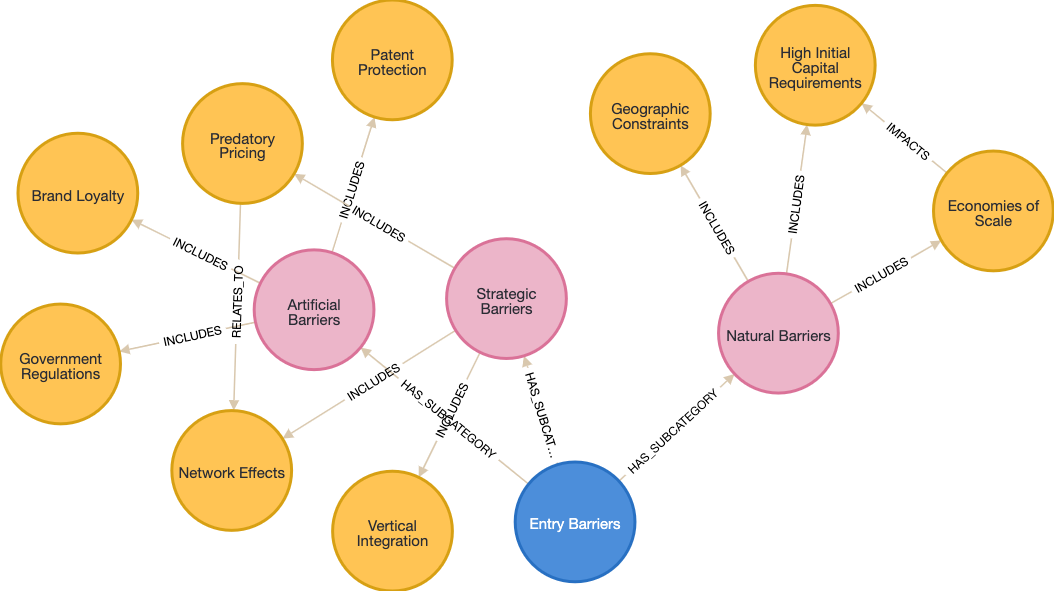 Patent
Protection
High Initial
Capital
Requirements
Geographic
Constraints
Predatory
Pricing
IMPACTS
Brand Loyalty
INCLUDES
INCLUDES
INCLUDES
INCLUDES
Economies of
Scale
INCLUDES
INCLUDES
RELATES_TO
Artificial
Barriers
Strategic
Barriers
Natural Barriers
INCLUDES
Government
Regulations
INCLUDES
INCLUDES
HAS_SUBCATEGORY
HAS_SUBCAT…
HAS_SUBCATEGORY
Network Effects
Vertical
Integration
Entry Barriers